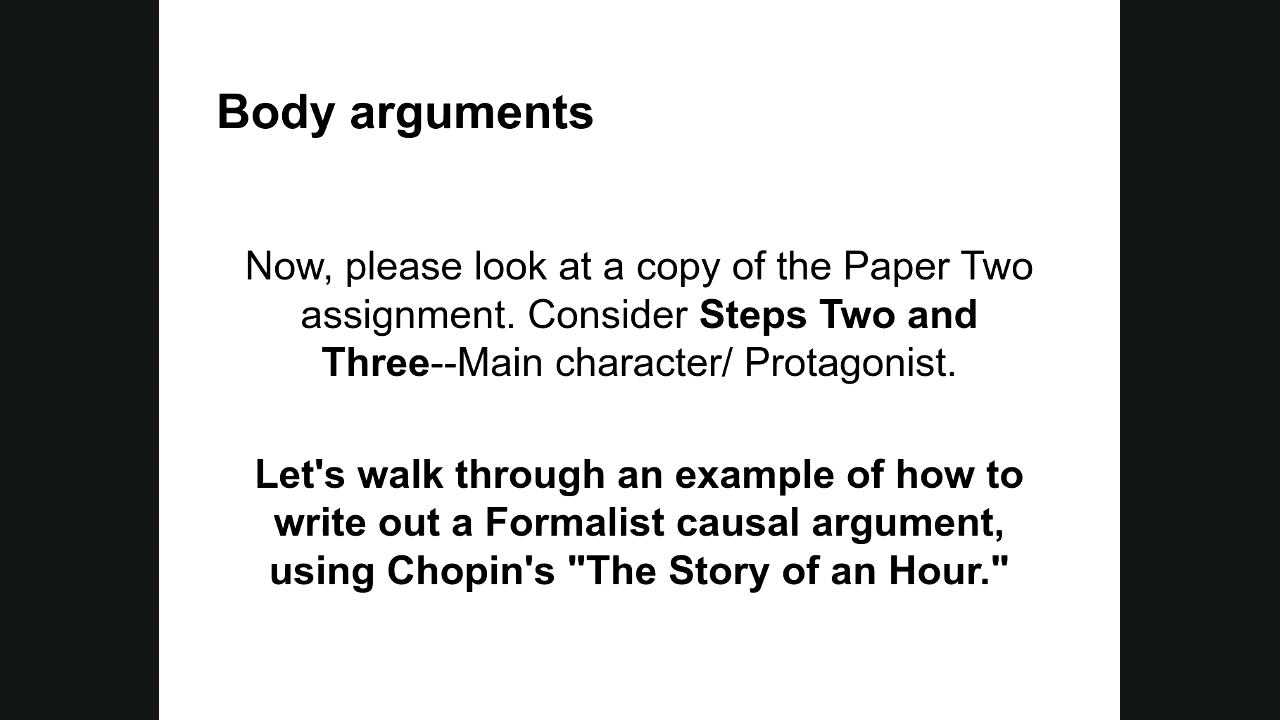 Body arguments
Now, please look at a copy of the Paper Two
assignment. Consider Steps Two and
Three--Main character/ Protagonist.
Let's walk through an example of how to
write out a Formalist causal argument,
using Chopin's "The Story of an Hour."